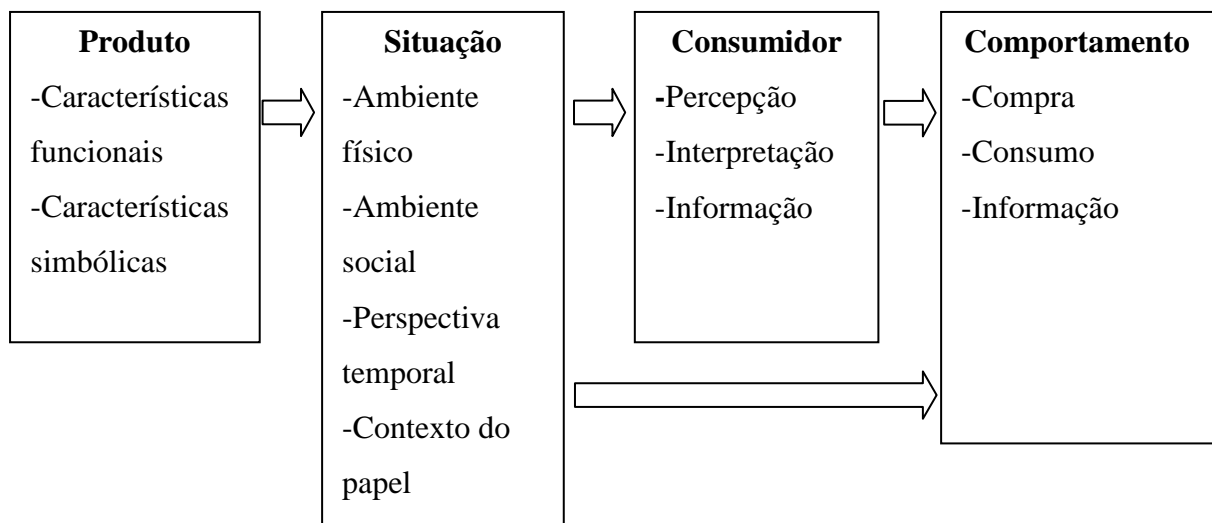 Produto
-Características
funcionais
-Características
simbólicas
Situação
-Ambiente
físico
-Ambiente
social
-Perspectiva
temporal
-Contexto do
papel
Consumidor
-Percepção
-Interpretação
-Informação
Comportamento
-Compra
-Consumo
-Informação